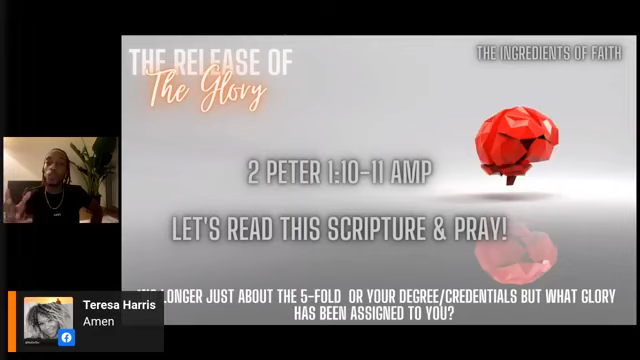 THE RELEASE OF
The Glory
THE INGREDIENTS OF FAITH
2 PETER 1:10-11 AMP
LET'S READ THIS SCRIPTURE & PRAY!
LONGER JUST ABOUT THE 5-FOLD OR YOUR DEGREE/CREDENTIALS BUT WHAT GLORY
HAS BEEN ASSIGNED TO YOU?
Teresa Harris
Amen